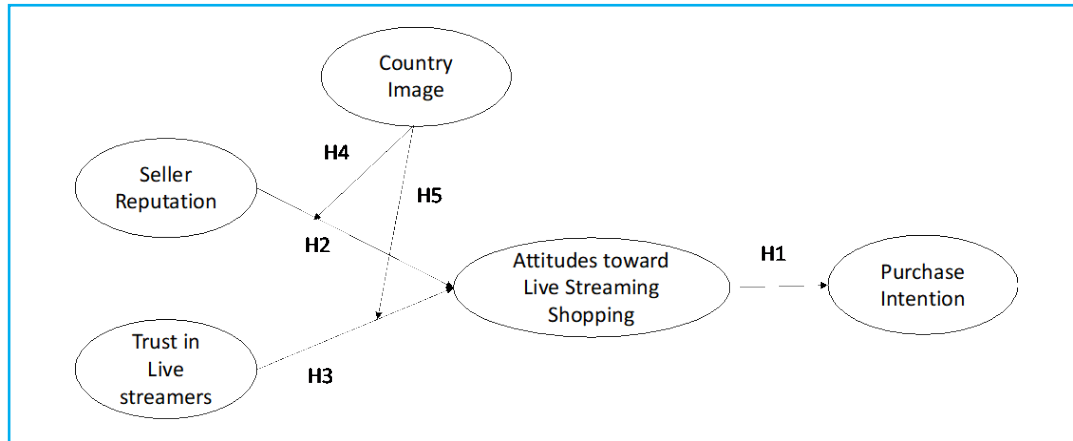 Country
Image
H4
Seller
Reputation
H5
H2
Attitudes toward
Live Streaming
Shopping
H1
Purchase
Intention
Trust in
Live
streamers
H3